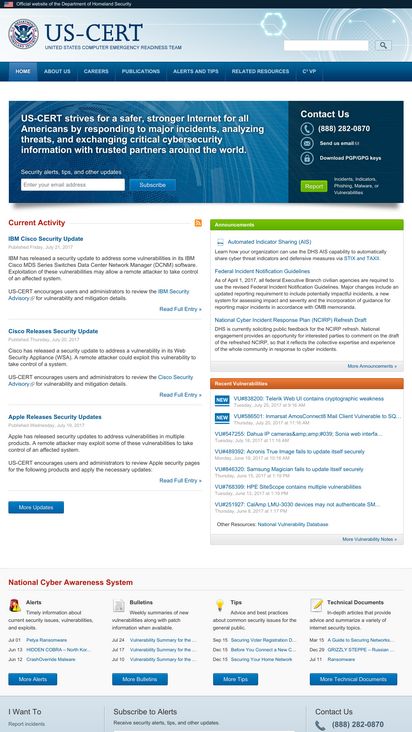 Official website of the Department of Homeland Security
US-CERT
UNITED STATES COMPUTER EMERGENCY READINESS TEAM
HOME ABOUT US CAREERS PUBLICATIONS ALERTS AND TIPS RELATED RESOURCES C³ VP
US-CERT strives for a safer, stronger Internet for all
Americans by responding to major incidents, analyzing
threats, and exchanging critical cybersecurity
information with trusted partners around the world.
Security alerts, tips, and other updates
Enter your email address
Subscribe
Contact Us
(888) 282-0870
Send us email
Download PGP/GPG keys
Report
Incidents, Indicators,
Phishing, Malware, or
Vulnerabilities
Current Activity
IBM Cisco Security Update
Published Friday, July 21, 2017
IBM has released a security update to address some vulnerabilities in its IBM
Cisco MDS Series Switches Data Center Network Manager (DCNM) software.
Exploitation of these vulnerabilities may allow a remote attacker to take control
of an affected system.
US-CERT encourages users and administrators to review the IBM Security
Advisory for vulnerability and mitigation details.
Read Full Entry »
Cisco Releases Security Update
Published Thursday, July 20, 2017
Cisco has released a security update to address a vulnerability in its Web
Security Appliance (WSA). A remote attacker could exploit this vulnerability to
take control of a system.
US-CERT encourages users and administrators to review the Cisco Security
Advisory for vulnerability and mitigation details.
Read Full Entry »
Apple Releases Security Updates
Published Wednesday, July 19, 2017
Apple has released security updates to address vulnerabilities in multiple
products. A remote attacker may exploit some of these vulnerabilities to take
control of an affected system.
US-CERT encourages users and administrators to review Apple security pages
for the following products and apply the necessary updates:
Read Full Entry »
More Updates
Announcements
Automated Indicator Sharing (AIS)
Learn how your organization can use the DHS AIS capability to automatically
share cyber threat indicators and defensive measures via STIX and TAXII.
Federal Incident Notification Guidelines
As of April 1, 2017, all federal Executive Branch civilian agencies are required to
use the revised Federal Incident Notification Guidelines. Major changes include an
updated reporting requirement to include potentially impactful incidents, a new
system for assessing impact and severity and the incorporation of guidance for
reporting major incidents in accordance with OMB memoranda.
National Cyber Incident Response Plan (NCIRP) Refresh Draft
DHS is currently soliciting public feedback for the NCIRP refresh. National
engagement provides an opportunity for interested parties to comment on the draft
of the refreshed NCIRP, so that it reflects the collective expertise and experience
of the whole community in response to cyber incidents.
More Announcements »
Recent Vulnerabilities
NEW VU#838200: Telerik Web UI contains cryptographic weakness
Tuesday, July 25, 2017 at 9:16 AM
NEW VU#586501: Inmarsat AmosConnect8 Mail Client Vulnerable to SQ...
Thursday, July 20, 2017 at 11:16 AM
VU#547255: Dahua IP cameras&amp;amp;#039; Sonia web interfa...
Tuesday, July 18, 2017 at 11:16 AM
VU#489392: Acronis True Image fails to update itself securely
Monday, June 19, 2017 at 10:16 AM
VU#846320: Samsung Magician fails to update itself securely
Thursday, June 15, 2017 at 1:19 PM
VU#768399: HPE SiteScope contains multiple vulnerabilities
Tuesday, June 13, 2017 at 1:19 PM
VU#251927: CalAmp LMU-3030 devices may not authenticate SM...
Thursday, June 8, 2017 at 1:17 PM
Other Resources: National Vulnerability Database
More Vulnerability Notes »
National Cyber Awareness System
Alerts
Timely information about
current security issues, vulnerabilities,
and exploits.
Jul 01 Petya Ransomware
Jun 13 HIDDEN COBRA – North Kor...
Jun 12 CrashOverride Malware
More Alerts
Bulletins
Weekly summaries of new
vulnerabilities along with patch
information when available.
Jul 24 Vulnerability Summary for the ...
Jul 17 Vulnerability Summary for the ...
Jul 10 Vulnerability Summary for the ...
More Bulletins
Tips
Advice and best practices
about common security issues for the
general public.
Sep 15 Securing Voter Registration D...
Dec 15 Before You Connect a New C...
Dec 15 Securing Your Home Network
More Tips
Technical Documents
In-depth articles that provide
advice and summarize a variety of
internet security topics.
Mar 15 A Guide to Securing Networks...
Dec 29 GRIZZLY STEPPE – Russian ...
Jul 11 Ransomware
More Technical Documents
I Want To
Report incidents
Subscribe to Alerts
Receive security alerts, tips, and other updates.
Contact Us
(888) 282-0870